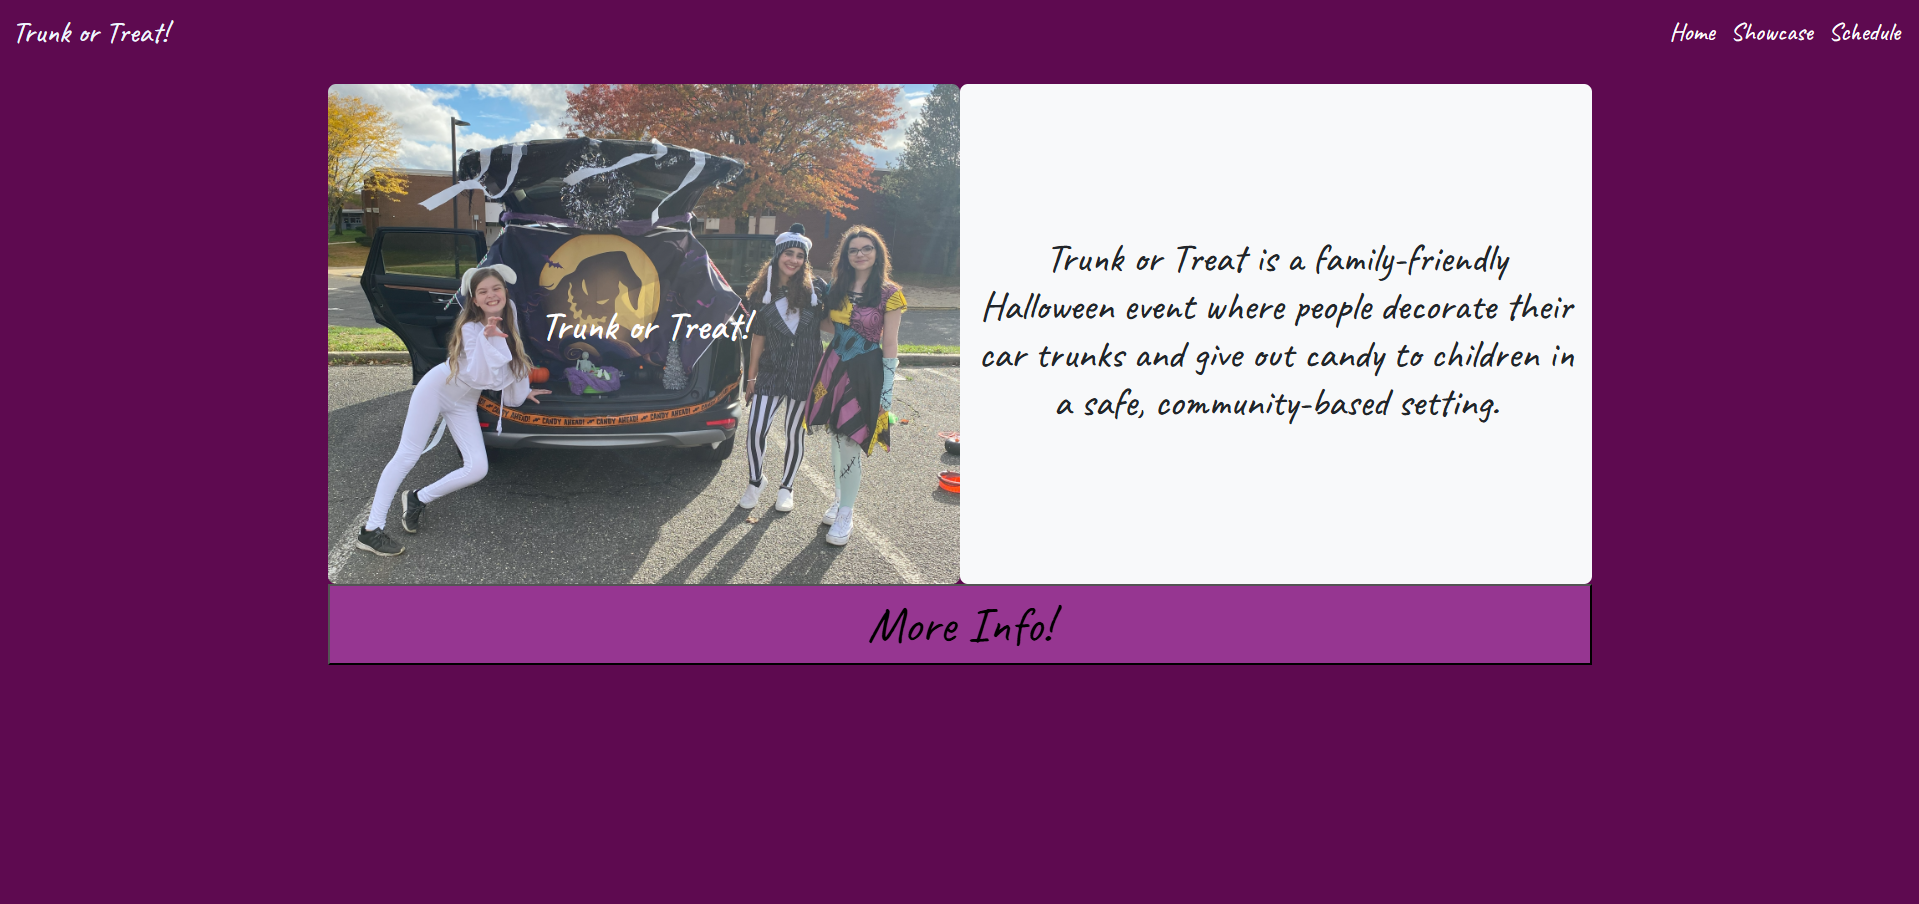 Trunk or Treat!
Home Showcase Schedule
Trunk or Treat!
CANDY AHEAD! CANDY AHEAD! CANDY AHEAD!
Trunk or Treat is a family-friendly
Halloween event where people decorate their
car trunks and give out candy to children in
a safe, community-based setting.
More Info!